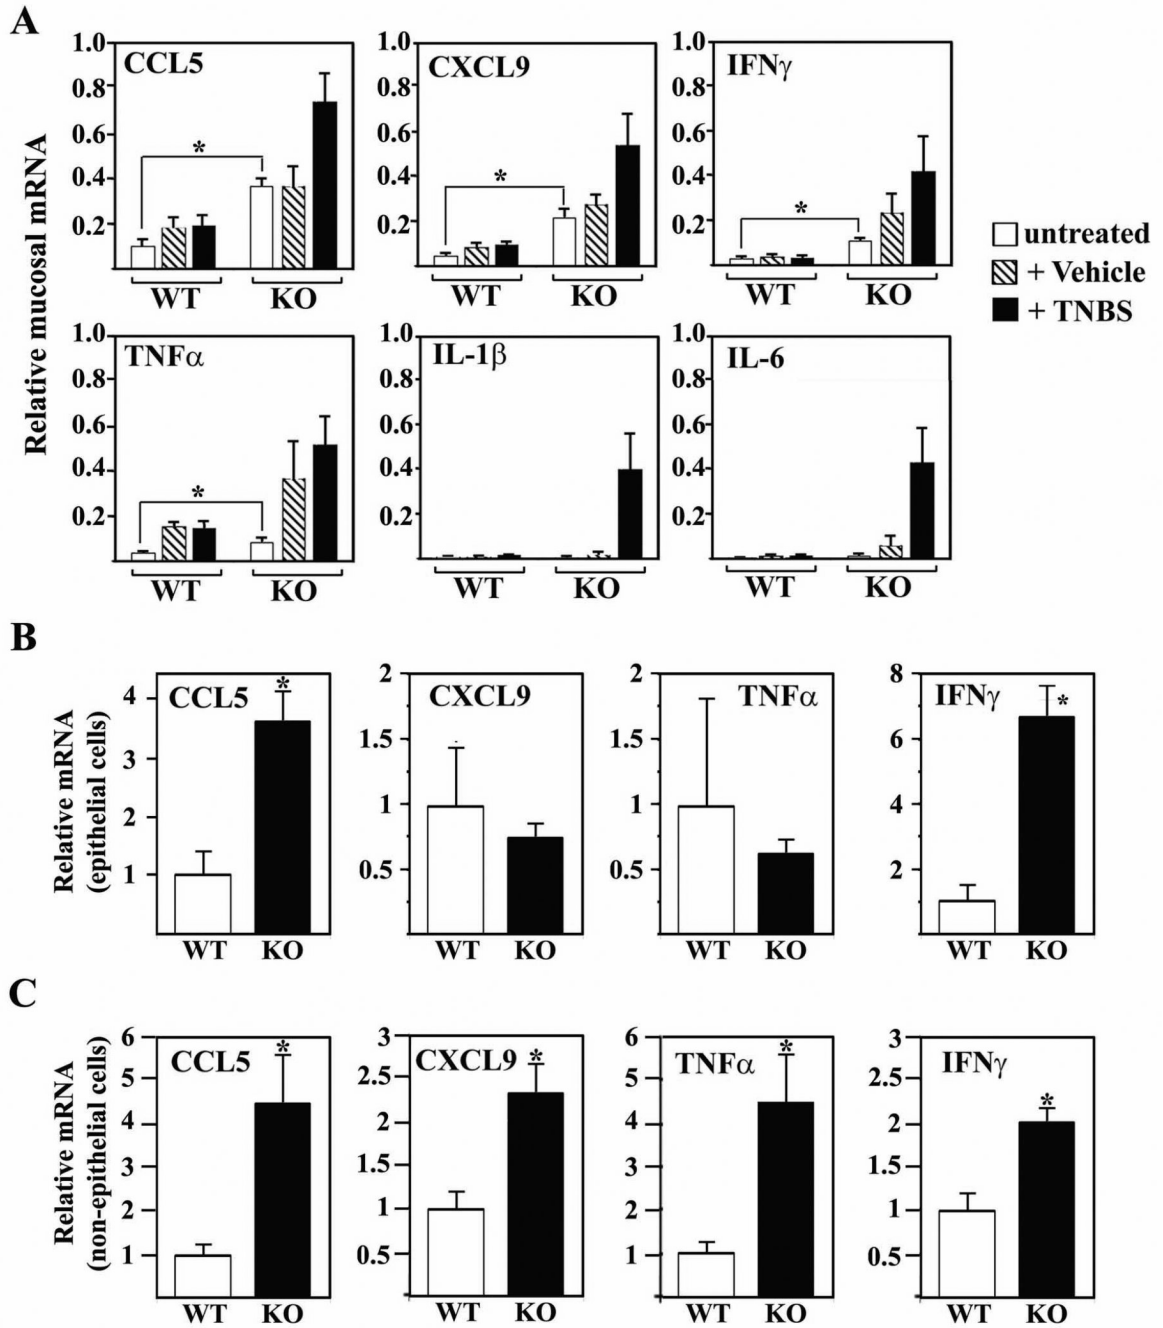 A
Relative mucosal mRNA
CCL5
1.0
0.8
0.6
0.4
0.2
*
WT KO
CXCL9
1.0
0.8
0.6
0.4
0.2
*
WT KO
IFNγ
1.0
0.8
0.6
0.4
0.2
*
WT KO
untreated
+ Vehicle
+ TNBS
TNFα
1.0
0.8
0.6
0.4
0.2
*
WT KO
IL-1β
1.0
0.8
0.6
0.4
0.2
WT KO
IL-6
1.0
0.8
0.6
0.4
0.2
WT KO
B
Relative mRNA
(epithelial cells)
CCL5
4
3
2
1
*
WT KO
CXCL9
2
1.5
1
0.5
WT KO
TNFα
2
1.5
1
0.5
WT KO
IFNγ
8
6
4
2
*
WT KO
C
Relative mRNA
(non-epithelial cells)
CCL5
6
5
4
3
2
1
*
WT KO
CXCL9
3
2.5
2
1.5
1
0.5
*
WT KO
TNFα
6
5
4
3
2
1
*
WT KO
IFNγ
3
2.5
2
1.5
1
0.5
*
WT KO